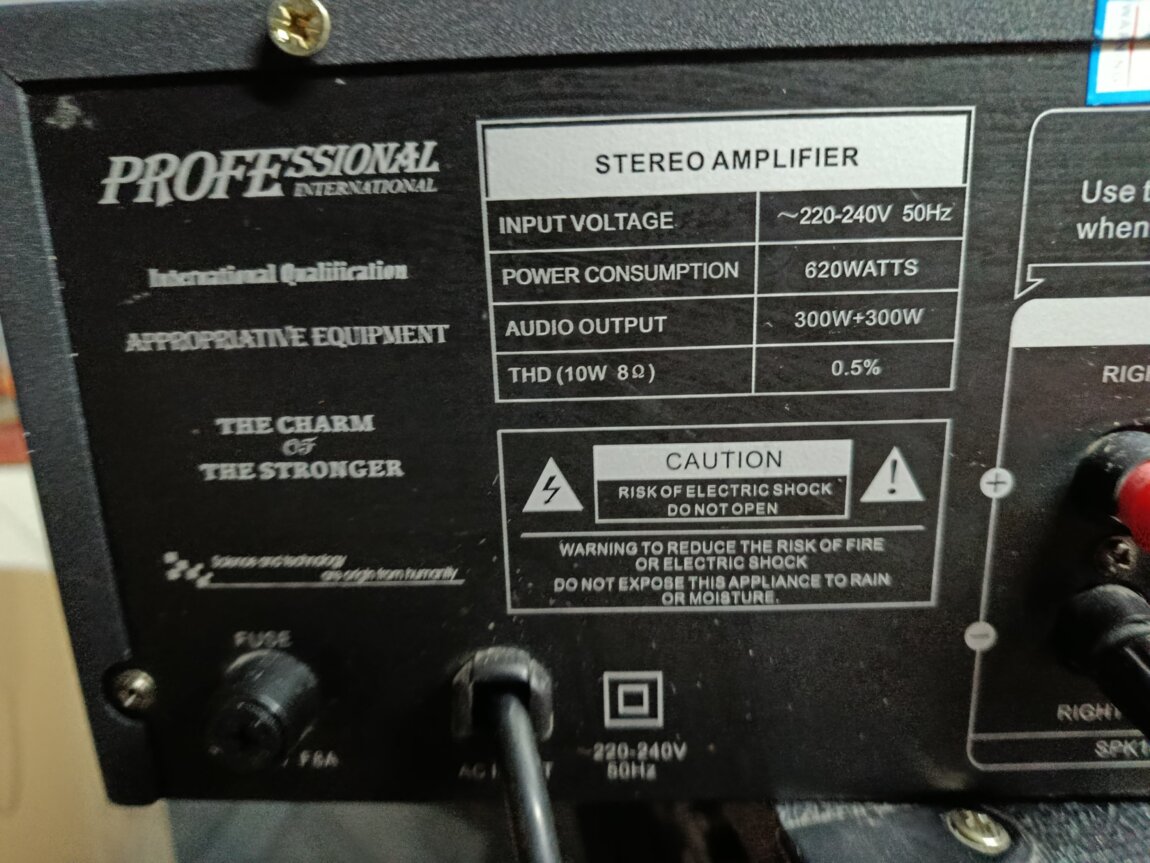 PROFESSIONAL
INTERNATIONAL
International Qualification
APPROPRIATIVE EQUIPMENT
THE CHARM
OF
THE STRONGER
Science and technology
are origin from humanity
FUSE
AC
~220-240V
50Hz
STEREO AMPLIFIER
INPUT VOLTAGE ~220-240V 50Hz
POWER CONSUMPTION 620WATTS
AUDIO OUTPUT 300W+300W
THD (10W 8Ω) 0.5%
CAUTION
RISK OF ELECTRIC SHOCK
DO NOT OPEN
WARNING TO REDUCE THE RISK OF FIRE
OR ELECTRIC SHOCK
DO NOT EXPOSE THIS APPLIANCE TO RAIN
OR MOISTURE.
Use
when
+
RIGHT